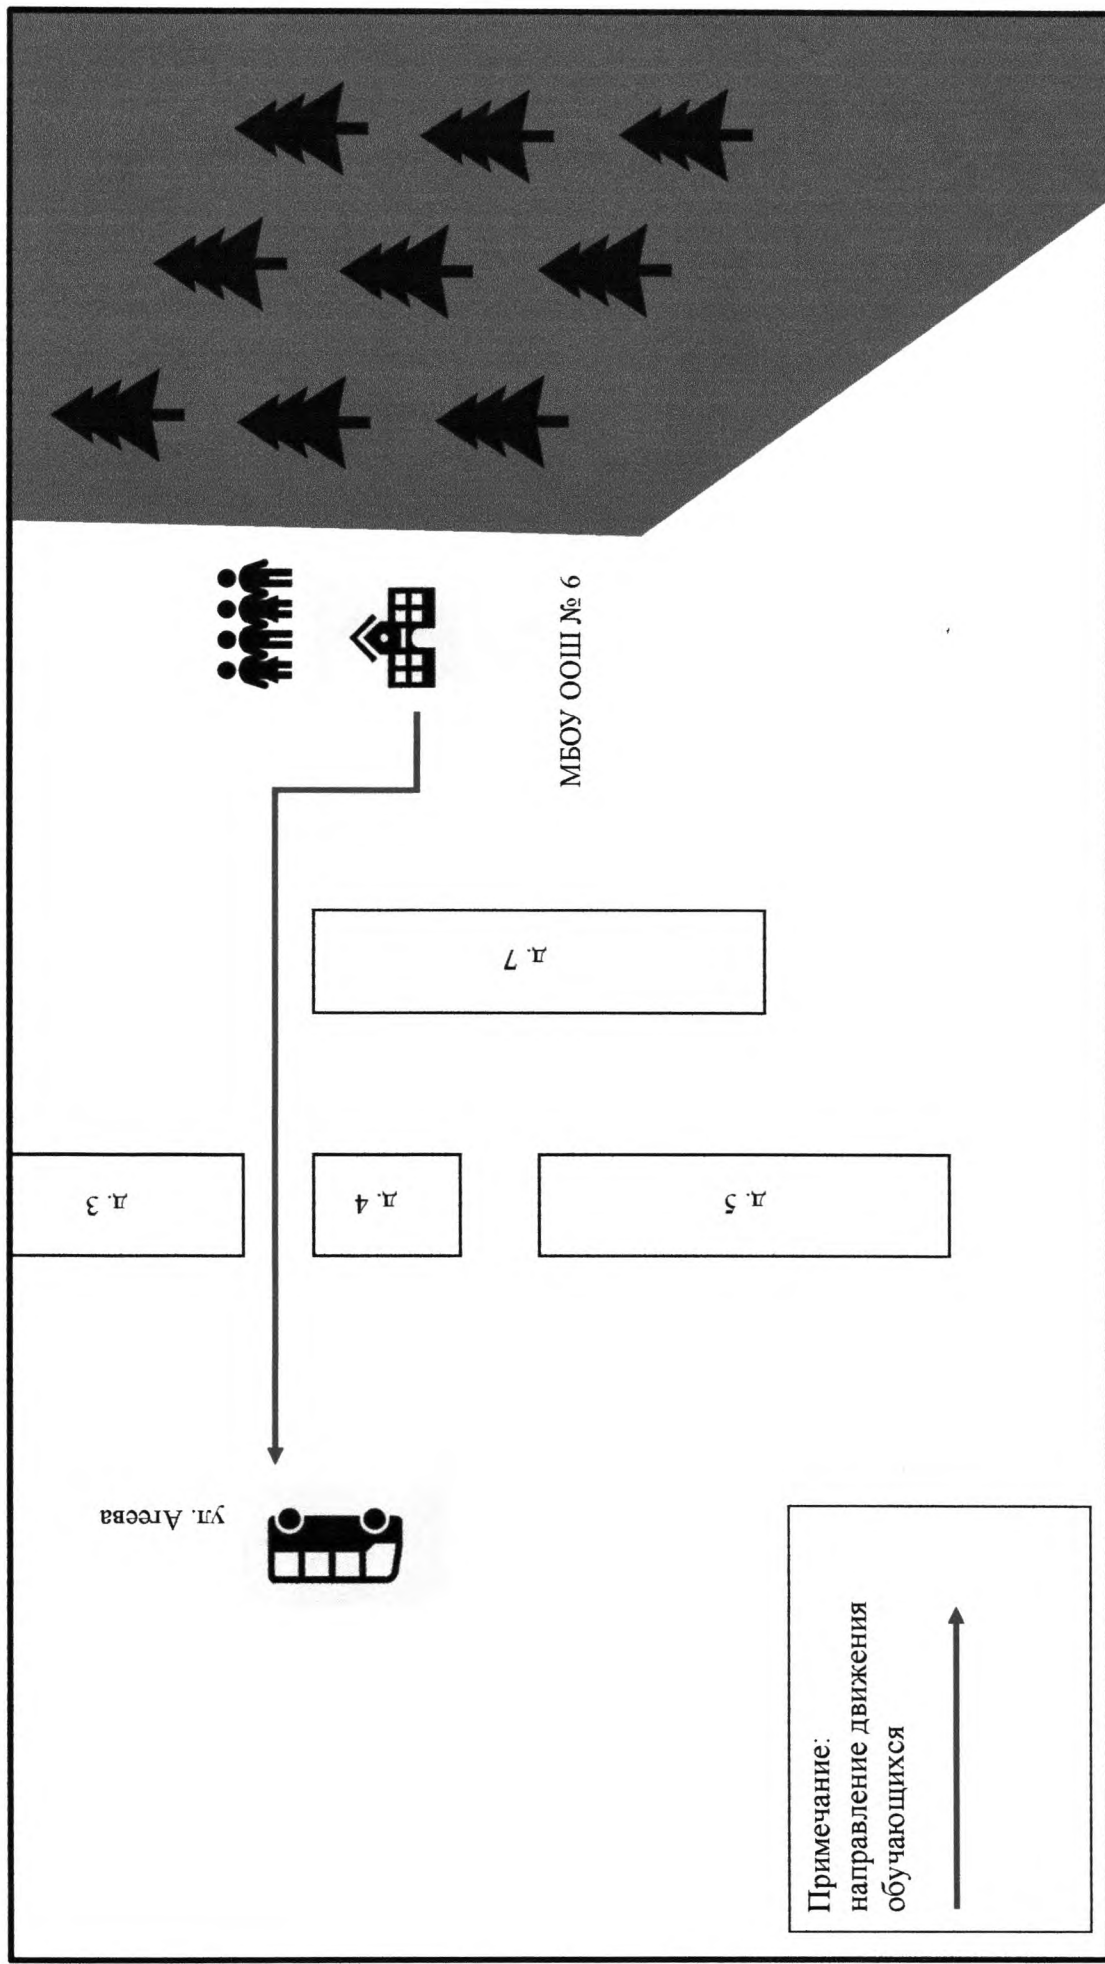 МБОУ ООШ № 6
д. 7
д. 3
д. 4
д. 5
ул. Агеева
Примечание:
направление движения
обучающихся